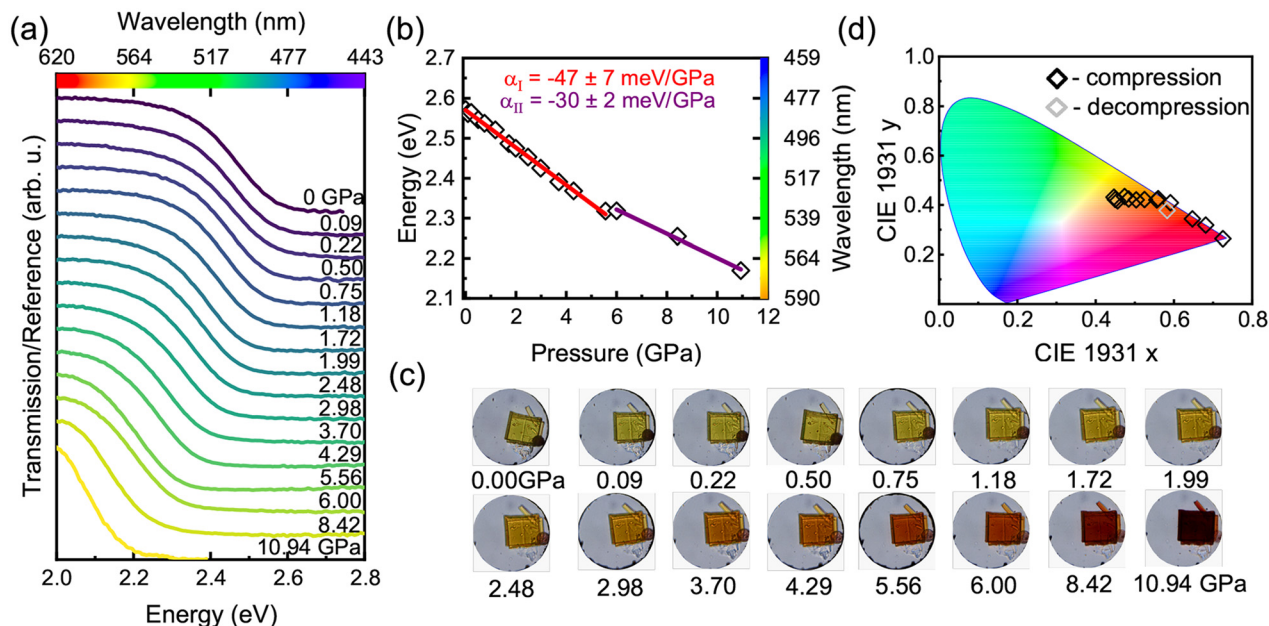 (a)
Wavelength (nm)
620 564 517 477 443
Transmission/Reference (arb. u.)
0 GPa
0.09
0.22
0.50
0.75
1.18
1.72
1.99
2.48
2.98
3.70
4.29
5.56
6.00
8.42
10.94 GPa
2.0 2.2 2.4 2.6 2.8
Energy (eV)
(b)
αI = -47 ± 7 meV/GPa
αII = -30 ± 2 meV/GPa
Energy (eV)
2.7
2.6
2.5
2.4
2.3
2.2
2.1
0 2 4 6 8 10 12
Pressure (GPa)
459
477
496
517
539
564
590
Wavelength (nm)
(d)
- compression
- decompression
CIE 1931 y
1.0
0.8
0.6
0.4
0.2
0.0 0.2 0.4 0.6 0.8
CIE 1931 x
(c)
0.00GPa 0.09 0.22 0.50 0.75 1.18 1.72 1.99
2.48 2.98 3.70 4.29 5.56 6.00 8.42 10.94 GPa